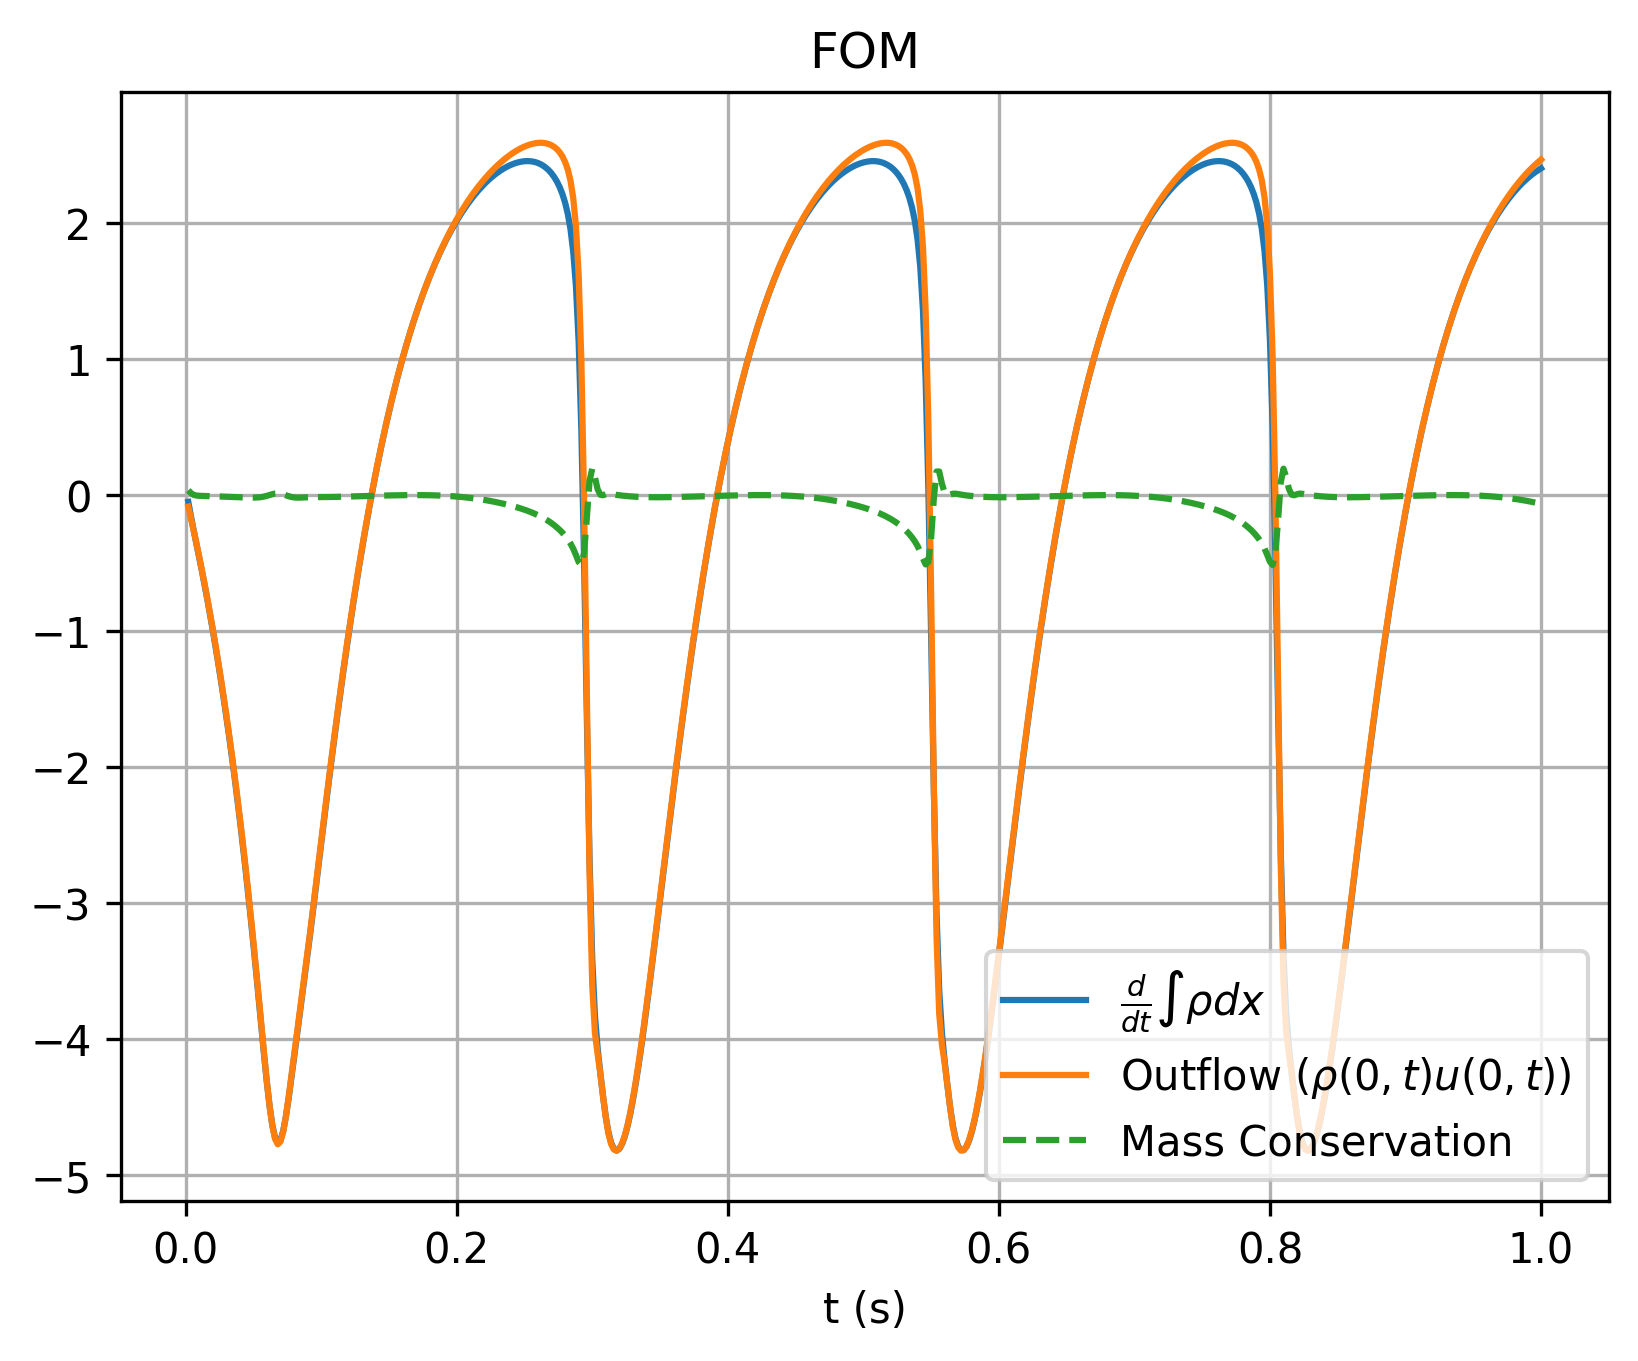 FOM
2
1
0
−1
−2
−3
−4
−5
d/dt ∫ρdx
Outflow (ρ(0, t)u(0, t))
Mass Conservation
0.0 0.2 0.4 0.6 0.8 1.0
t (s)